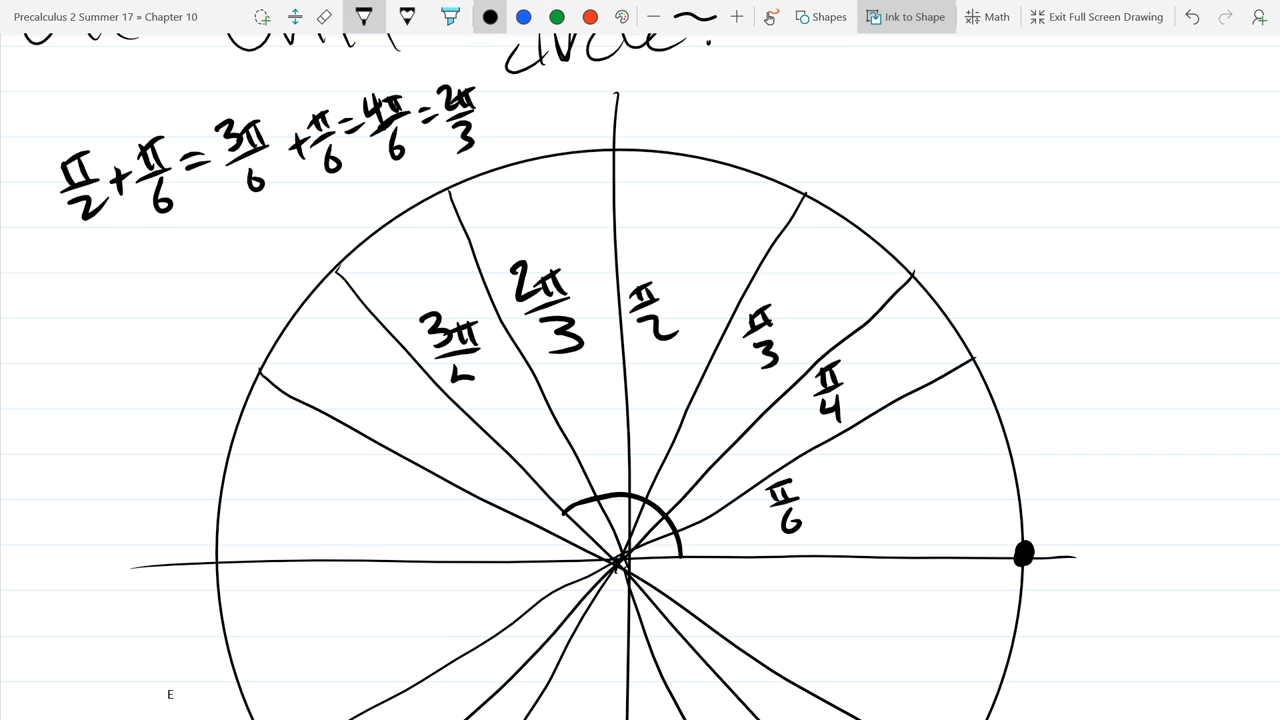 Precalculus 2 Summer 17 » Chapter 10
Shapes
Ink to Shape
Math
Exit Full Screen Drawing
circle.
π/2 + π/6 = 3π/6 + π/6 = 4π/6 = 2π/3
3π/
2π/3
π/2
π/3
π/4
π/6
E